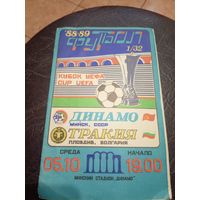 '88-'89
ФУТБОЛ
1/32
КУБОК УЕФА
CUP UEFA
ДИНАМО
МИНСК, СССР
ТРАКИЯ
ПЛОВДИВ, БОЛГАРИЯ
СРЕДА
НАЧАЛО
05.10
19.00
МИНСКИЙ СТАДИОН „ДИНАМО"